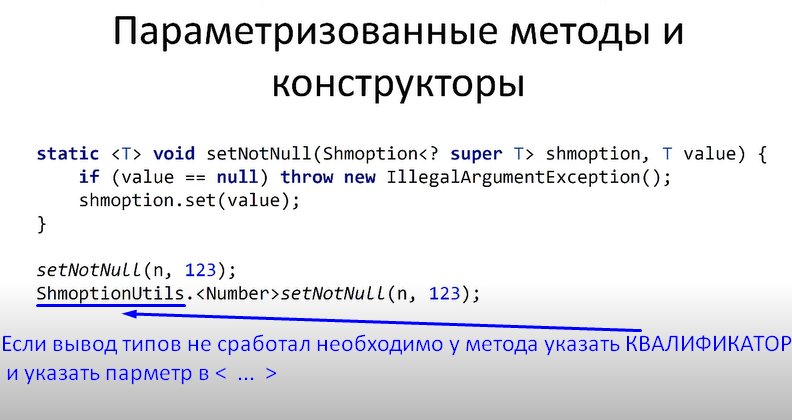 Параметризованные методы и
конструкторы
static <T> void setNotNull(Shmoption<? super T> shmoption, T value) {
if (value == null) throw new IllegalArgumentException();
shmoption.set(value);
}
setNotNull(n, 123);
ShmoptionUtils.<Number>setNotNull(n, 123);
Если вывод типов не сработал необходимо у метода указать КВАЛИФИКАТОР
и указать парметр в < ... >